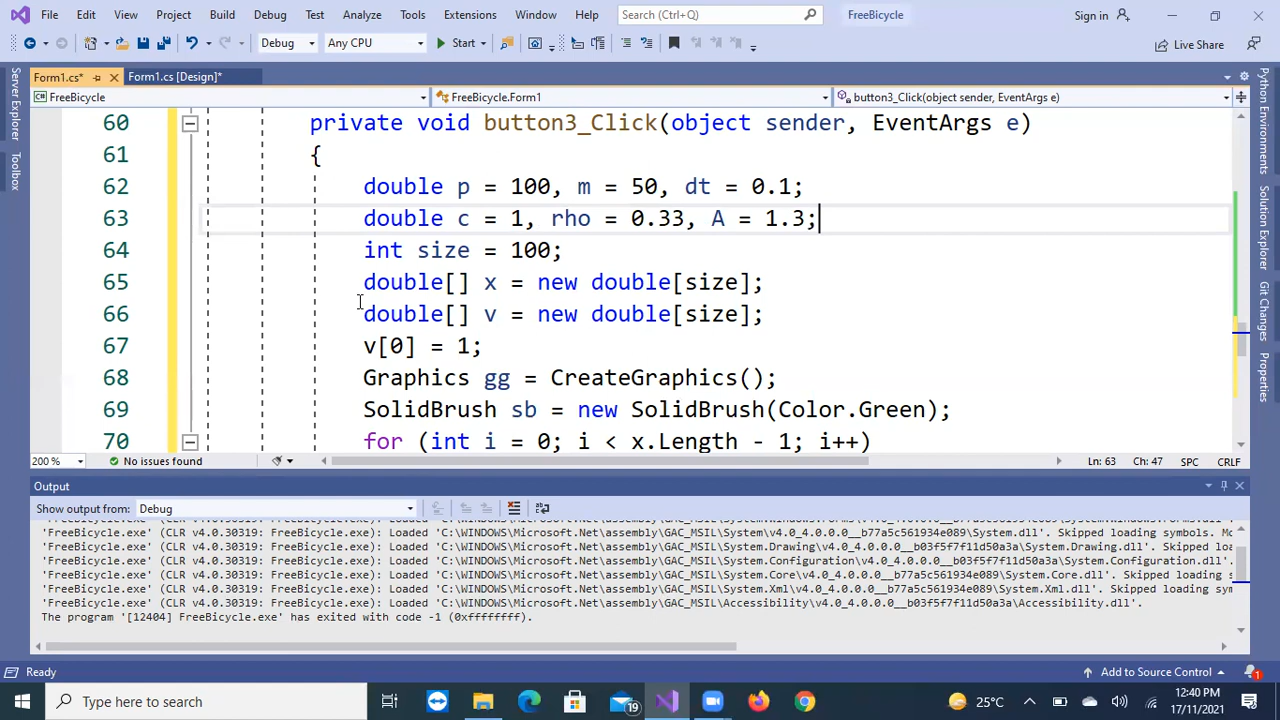 File Edit View Project Build Debug Test Analyze Tools Extensions Window Help Search (Ctrl+Q) FreeBicycle Sign in
Debug Any CPU Start Live Share
Form1.cs* Form1.cs [Design]*
FreeBicycle FreeBicycle.Form1 button3_Click(object sender, EventArgs e)
Server Explorer
Toolbox
60 private void button3_Click(object sender, EventArgs e)
61 {
62 double p = 100, m = 50, dt = 0.1;
63 double c = 1, rho = 0.33, A = 1.3;
64 int size = 100;
65 double[] x = new double[size];
66 double[] v = new double[size];
67 v[0] = 1;
68 Graphics gg = CreateGraphics();
69 SolidBrush sb = new SolidBrush(Color.Green);
70 for (int i = 0; i < x.Length - 1; i++)
Python Environments
Solution Explorer
Git Changes
Properties
200 % No issues found Ln: 63 Ch: 47 SPC CRLF
Output
Show output from: Debug
'FreeBicycle.exe' (CLR v4.0.30319: FreeBicycle.exe): Loaded 'C:\WINDOWS\Microsoft.Net\assembly\GAC_MSIL\System\v4.0_4.0.0.0__b77a5c561934e089\System.dll'. Skipped loading symbols. Mo
'FreeBicycle.exe' (CLR v4.0.30319: FreeBicycle.exe): Loaded 'C:\WINDOWS\Microsoft.Net\assembly\GAC_MSIL\System.Drawing\v4.0_4.0.0.0__b03f5f7f11d50a3a\System.Drawing.dll'. Skipped loa
'FreeBicycle.exe' (CLR v4.0.30319: FreeBicycle.exe): Loaded 'C:\WINDOWS\Microsoft.Net\assembly\GAC_MSIL\System.Configuration\v4.0_4.0.0.0__b03f5f7f11d50a3a\System.Configuration.dll'.
'FreeBicycle.exe' (CLR v4.0.30319: FreeBicycle.exe): Loaded 'C:\WINDOWS\Microsoft.Net\assembly\GAC_MSIL\System.Core\v4.0_4.0.0.0__b77a5c561934e089\System.Core.dll'. Skipped loading s
'FreeBicycle.exe' (CLR v4.0.30319: FreeBicycle.exe): Loaded 'C:\WINDOWS\Microsoft.Net\assembly\GAC_MSIL\System.Xml\v4.0_4.0.0.0__b77a5c561934e089\System.Xml.dll'. Skipped loading sym
'FreeBicycle.exe' (CLR v4.0.30319: FreeBicycle.exe): Loaded 'C:\WINDOWS\Microsoft.Net\assembly\GAC_MSIL\Accessibility\v4.0_4.0.0.0__b03f5f7f11d50a3a\Accessibility.dll'.
The program '[12404] FreeBicycle.exe' has exited with code -1 (0xffffffff).
Ready Add to Source Control 1
Type here to search 19 25°C 12:40 PM
17/11/2021